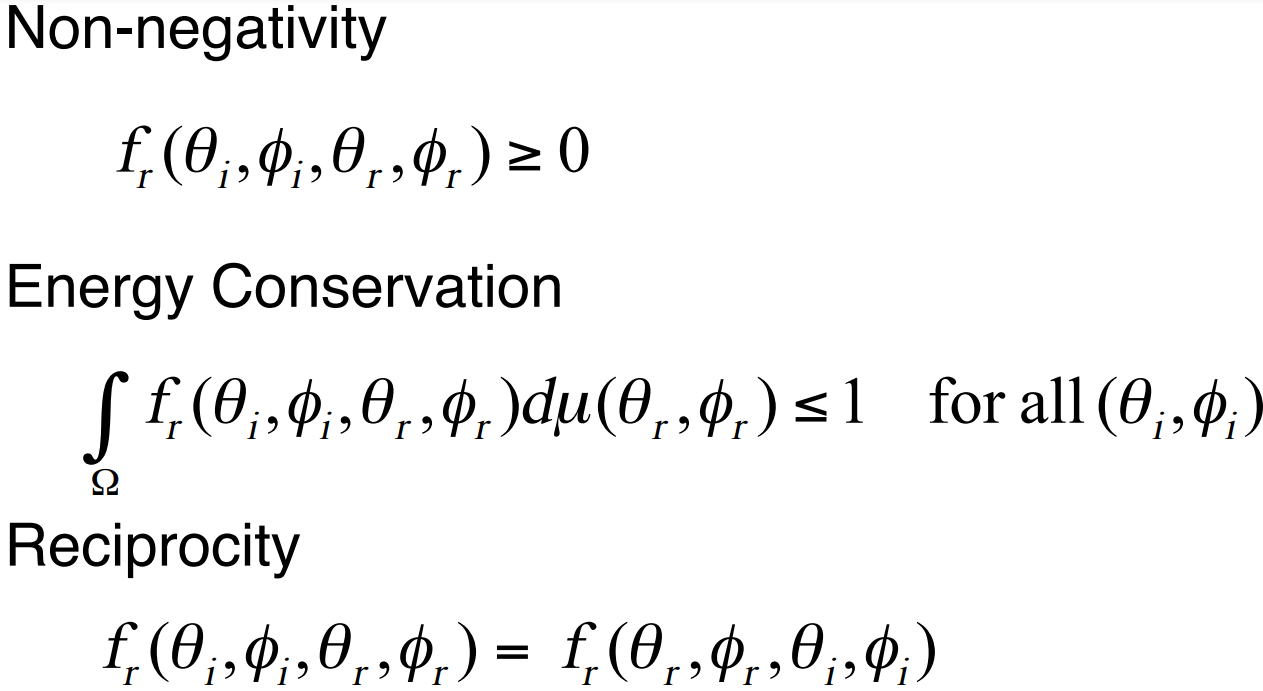 Non-negativity
f_r(θ_i,ϕ_i,θ_r,ϕ_r) ≥ 0
Energy Conservation
∫_Ω f_r(θ_i,ϕ_i,θ_r,ϕ_r)dμ(θ_r,ϕ_r) ≤ 1 for all (θ_i,ϕ_i)
Reciprocity
f_r(θ_i,ϕ_i,θ_r,ϕ_r) = f_r(θ_r,ϕ_r,θ_i,ϕ_i)